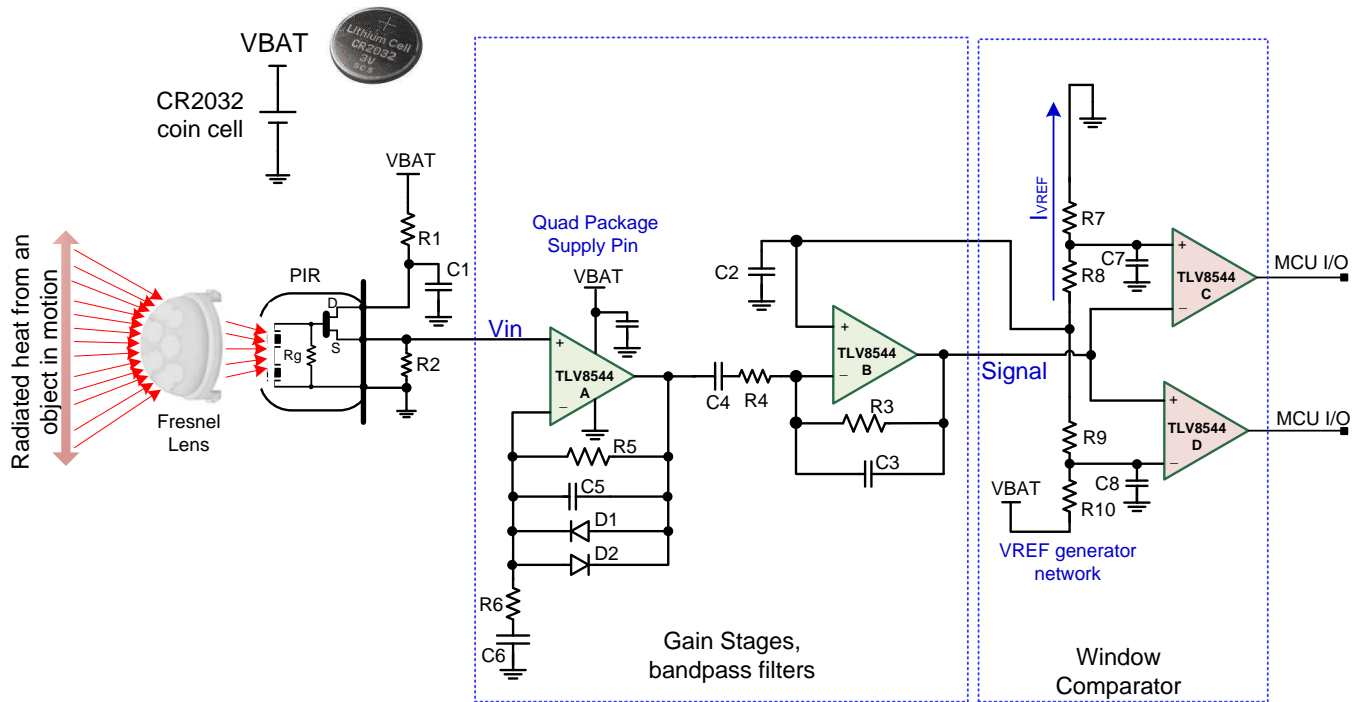 VBAT
CR2032
coin cell
Lithium Cell
CR2032
3V
SC5
Radiated heat from an
object in motion
Fresnel
Lens
PIR
D
S
Rg
VBAT
R1
C1
R2
Vin
Quad Package
Supply Pin
VBAT
+
TLV8544
A
−
R5
C5
D1
D2
R6
C6
C4
R4
C2
+
TLV8544
B
−
R3
C3
Gain Stages,
bandpass filters
Signal
IVREF
R7
R8
C7
+
TLV8544
C
−
MCU I/O
R9
R10
C8
+
TLV8544
D
−
MCU I/O
VBAT
VREF generator
network
Window
Comparator